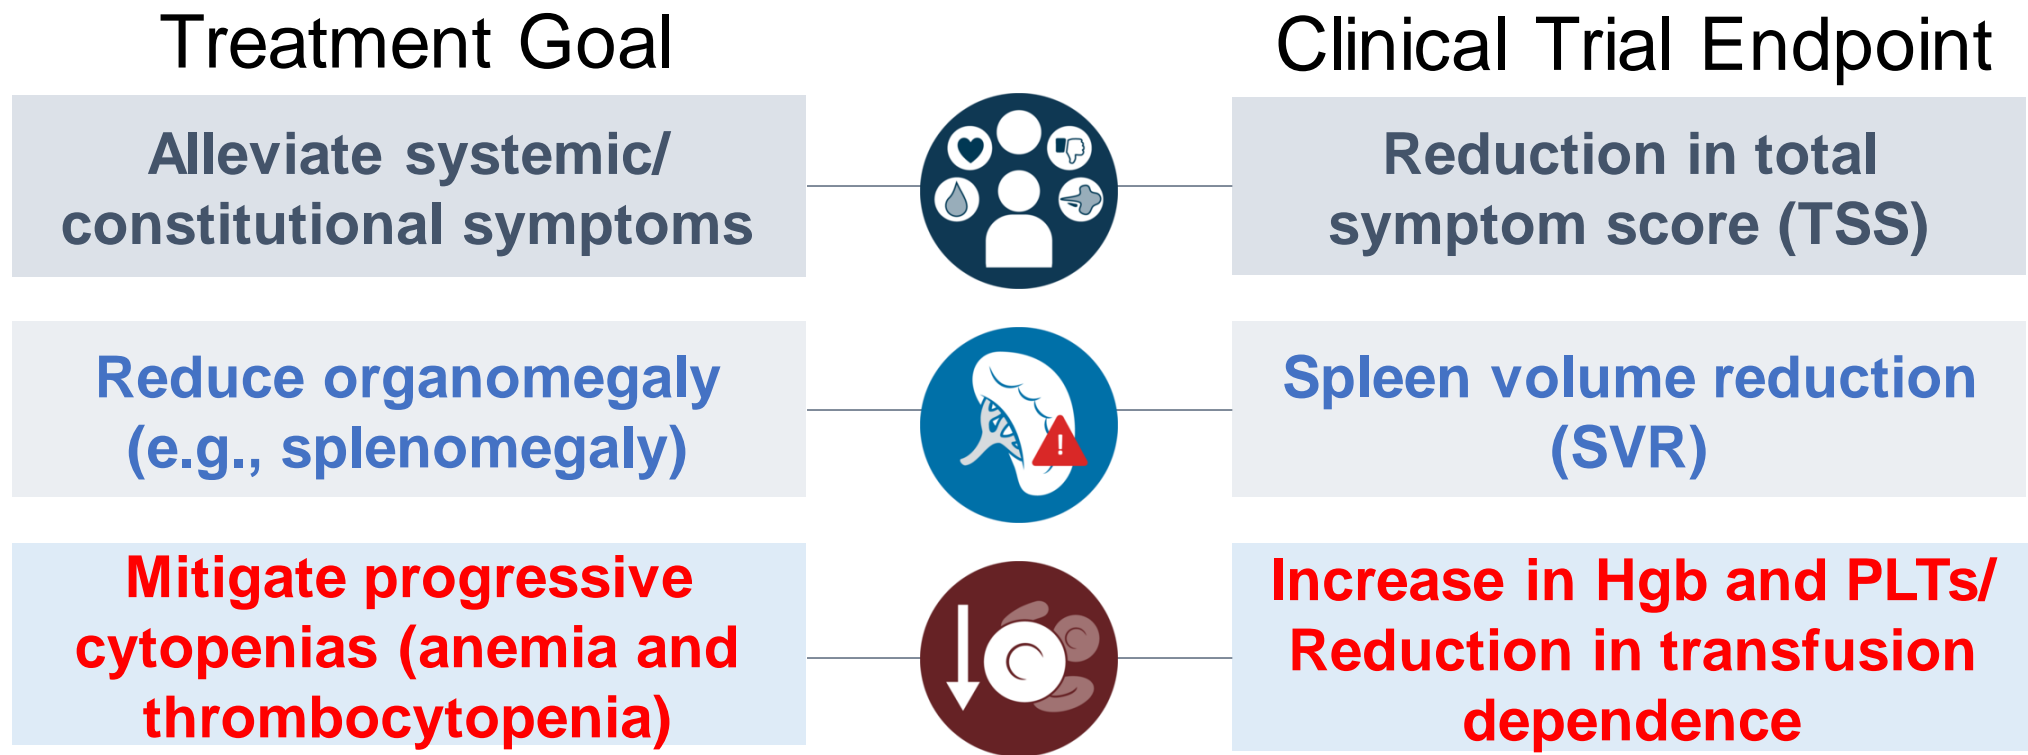 Treatment Goal
Clinical Trial Endpoint
Alleviate systemic/
constitutional symptoms
Reduction in total
symptom score (TSS)
Reduce organomegaly
(e.g., splenomegaly)
Spleen volume reduction
(SVR)
!
Mitigate progressive
cytopenias (anemia and
thrombocytopenia)
Increase in Hgb and PLTs/
Reduction in transfusion
dependence